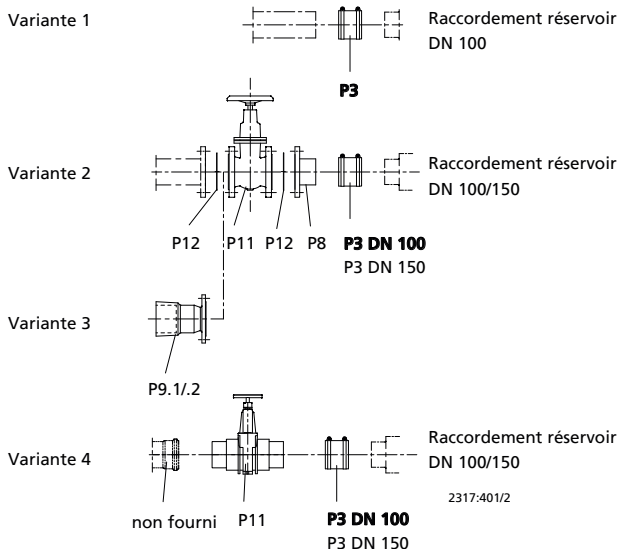 Variante 1
Raccordement réservoir
DN 100
P3
Variante 2
Raccordement réservoir
DN 100/150
P12 P11 P12 P8 P3 DN 100
P3 DN 150
Variante 3
P9.1/.2
Variante 4
Raccordement réservoir
DN 100/150
2317:401/2
non fourni P11 P3 DN 100
P3 DN 150